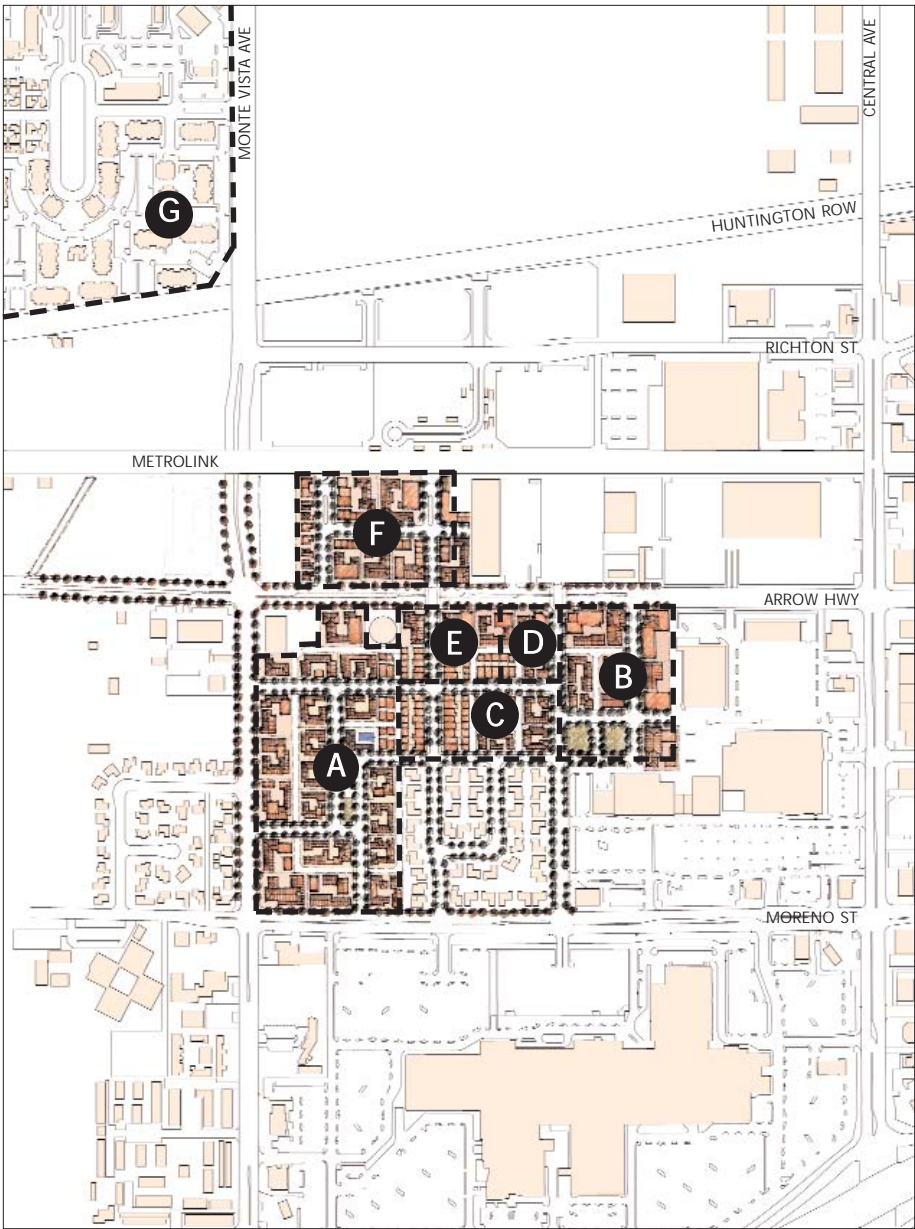 MONTE VISTA AVE
CENTRAL AVE
G
HUNTINGTON ROW
RICHTON ST
METROLINK
F
ARROW HWY
E
D
B
C
A
MORENO ST